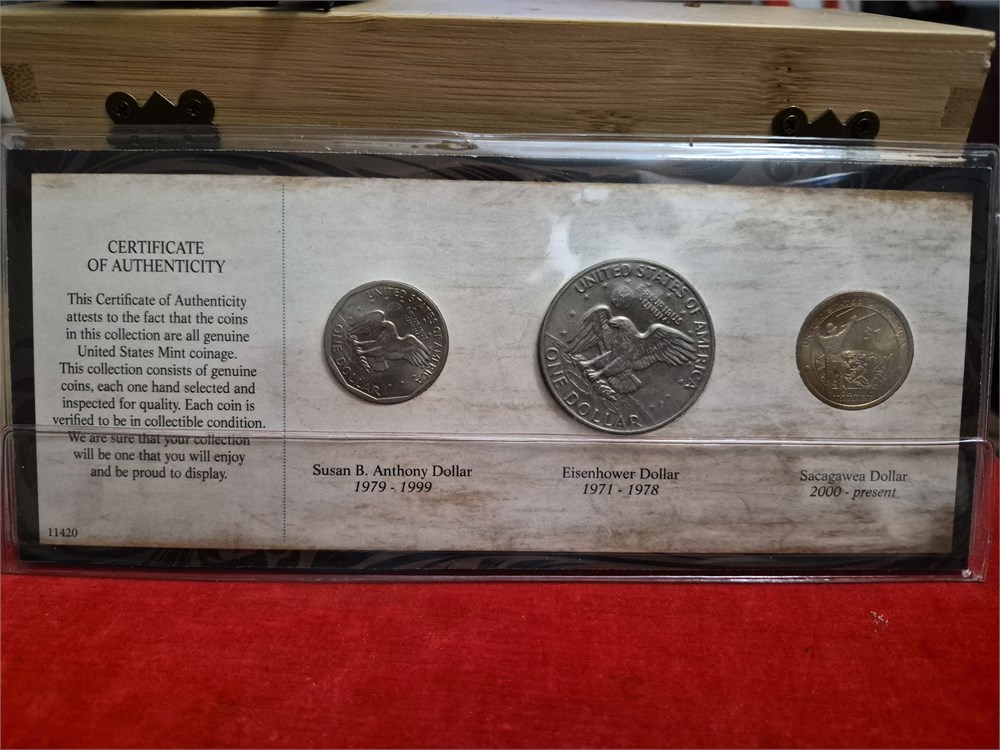 CERTIFICATE
OF AUTHENTICITY
This Certificate of Authenticity
attests to the fact that the coins
in this collection are all genuine
United States Mint coinage.
This collection consists of genuine
coins, each one hand selected and
inspected for quality. Each coin is
verified to be in collectible condition.
We are sure that your collection
will be one that you will enjoy
and be proud to display.
11420
UNITED STATES OF AMERICA
ONE DOLLAR
Susan B. Anthony Dollar
1979 - 1999
UNITED STATES OF AMERICA
E PLURIBUS
UNUM
ONE DOLLAR
Eisenhower Dollar
1971 - 1978
Sacagawea Dollar
2000 - present